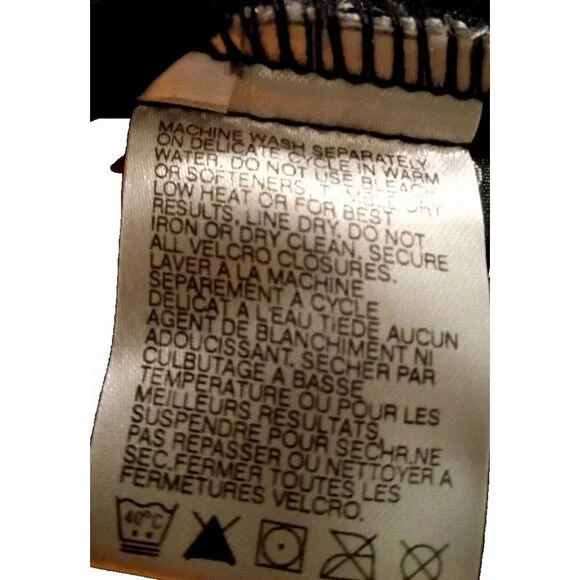 MACHINE WASH SEPARATELY
ON DELICATE CYCLE IN WARM
WATER. DO NOT USE BLEACH
OR SOFTENERS. DRY
LOW HEAT OR FOR BEST
RESULTS, LINE DRY. DO NOT
IRON OR DRY CLEAN. SECURE
ALL VELCRO CLOSURES.
LAVER A LA MACHINE
SEPAREMENT A CYCLE
DELICAT A L'EAU TIEDE AUCUN
AGENT DE BLANCHIMENT NI
ADOUCISSANT. SECHER PAR
CULBUTAGE A BASSE
TEMPERATURE OU POUR LES
MEILLEURS RESULTATS,
SUSPENDRE POUR SECHR.NE
PAS REPASSER OU NETTOYER A
SEC.FERMER TOUTES LES
FERMETURES VELCRO.
40°C